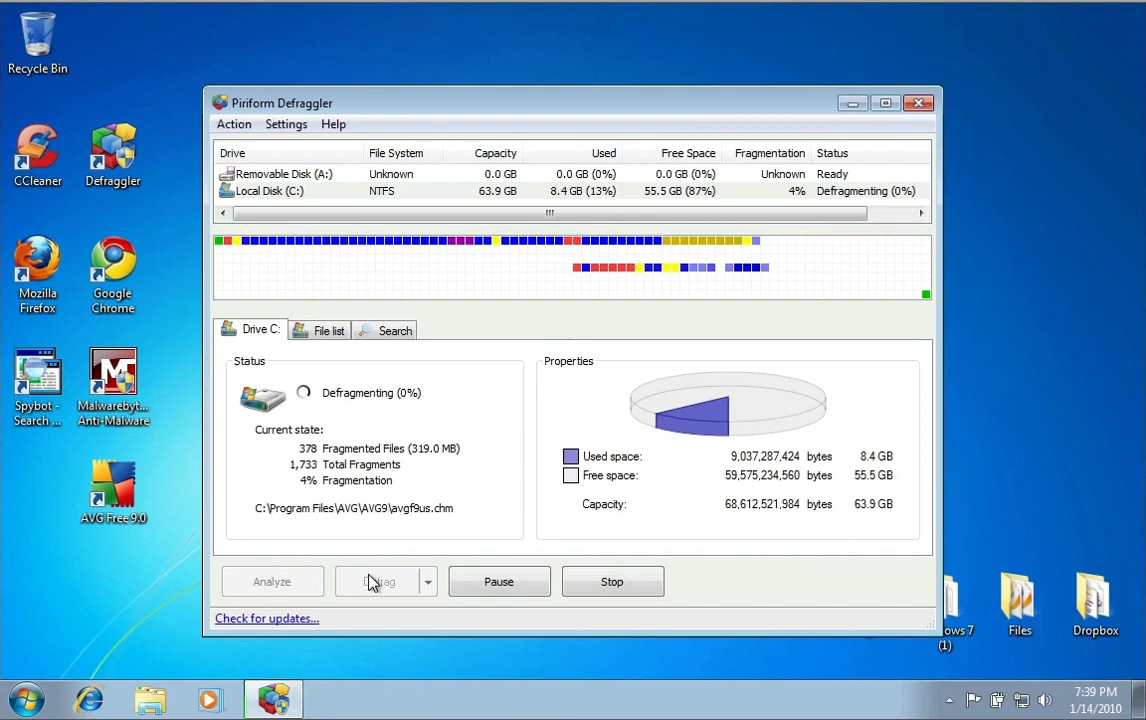 Recycle Bin
CCleaner
Defraggler
Mozilla
Firefox
Google
Chrome
Spybot -
Search ...
Malwarebyt...
Anti-Malware
AVG Free 9.0
Piriform Defraggler
Action Settings Help
Drive File System Capacity Used Free Space Fragmentation Status
Removable Disk (A:) Unknown 0.0 GB 0.0 GB (0%) 0.0 GB (0%) Unknown Ready
Local Disk (C:) NTFS 63.9 GB 8.4 GB (13%) 55.5 GB (87%) 4% Defragmenting (0%)
Drive C: File list Search
Status
Defragmenting (0%)
Current state:
378 Fragmented Files (319.0 MB)
1,733 Total Fragments
4% Fragmentation
C:\Program Files\AVG\AVG9\avgf9us.chm
Properties
Used space: 9,037,287,424 bytes 8.4 GB
Free space: 59,575,234,560 bytes 55.5 GB
Capacity: 68,612,521,984 bytes 63.9 GB
Analyze Pause Stop
Check for updates...
7
(1)
Files
Dropbox
7:39 PM
1/14/2010